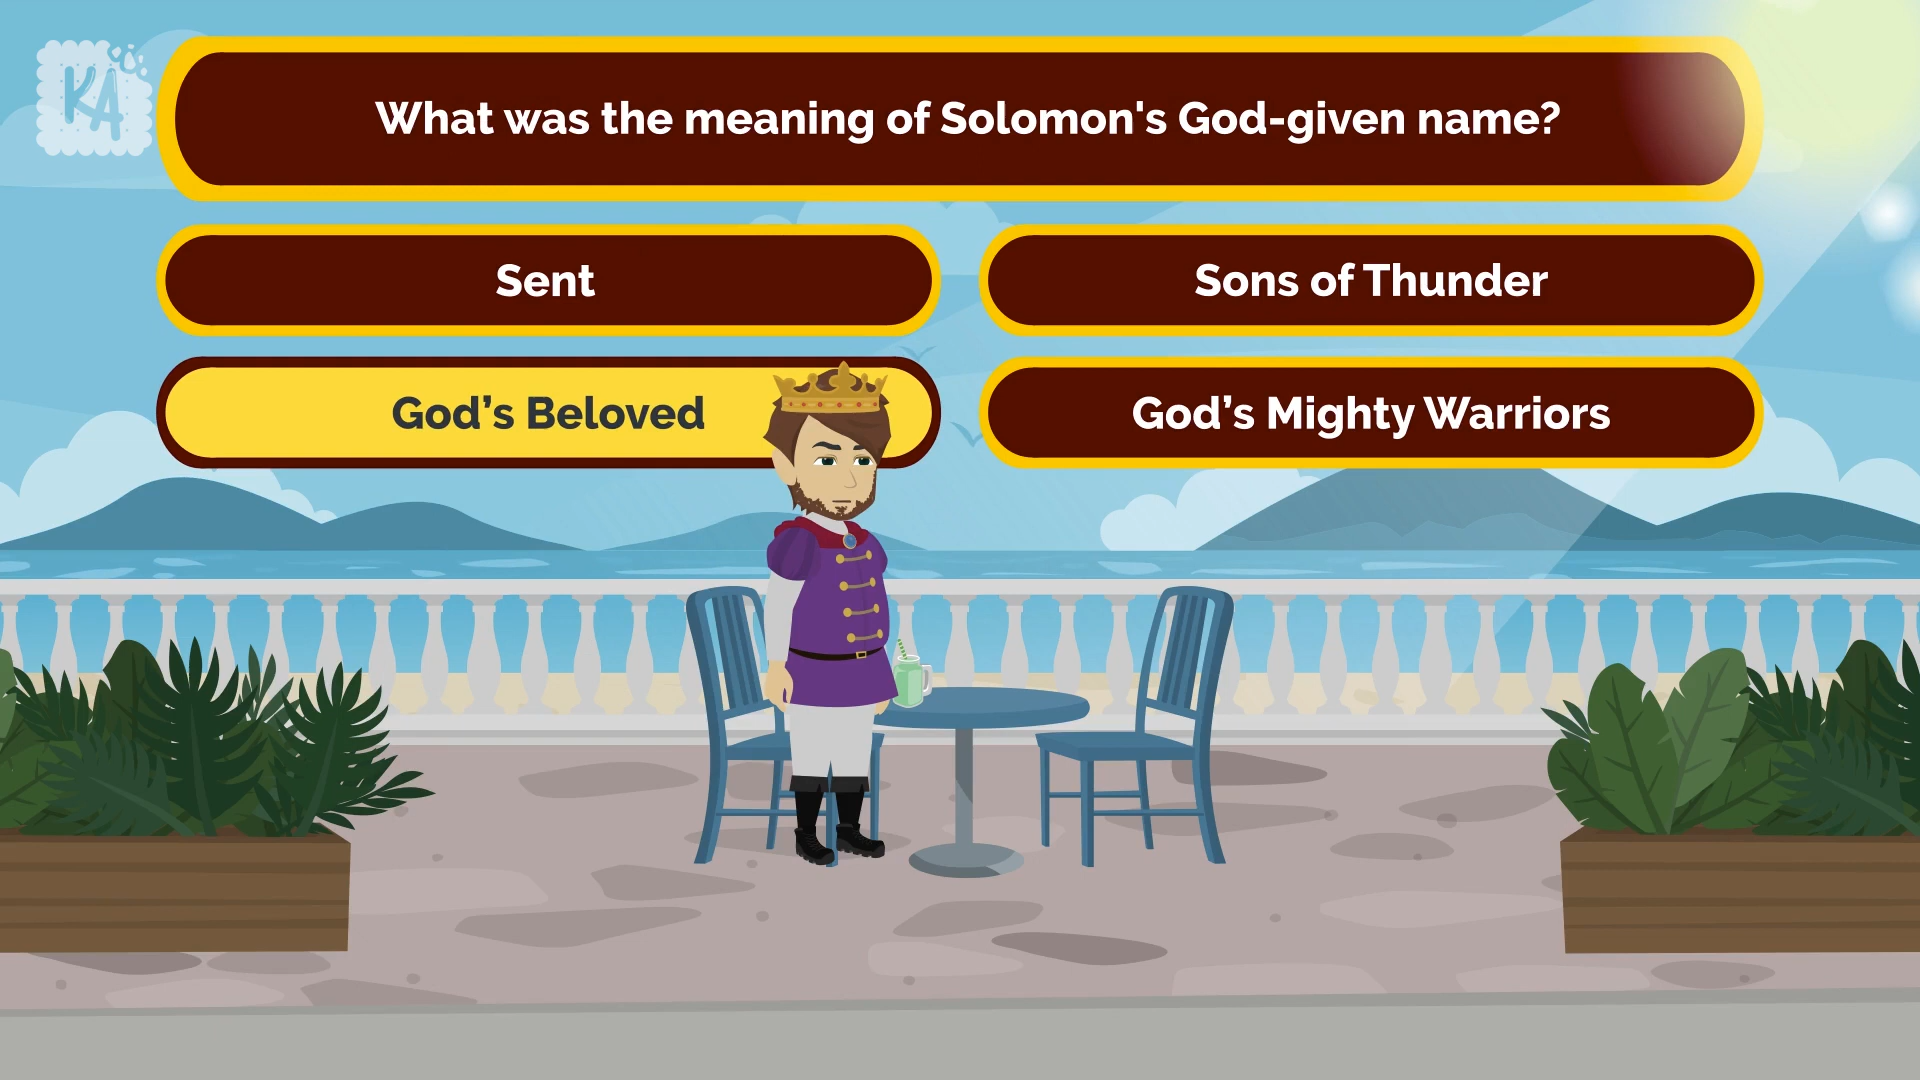 KA
What was the meaning of Solomon's God-given name?
Sent
Sons of Thunder
God’s Beloved
God’s Mighty Warriors